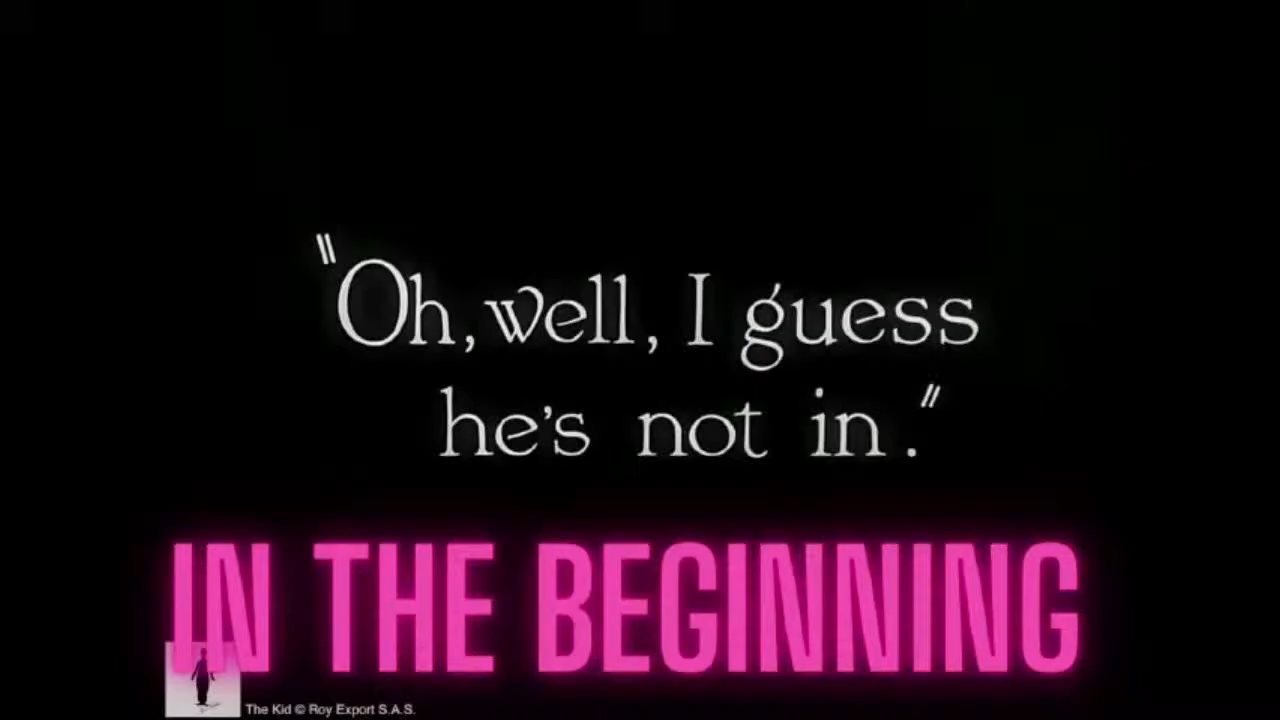 "Oh, well, I guess
he's not in."
IN THE BEGINNING
The Kid © Roy Export S.A.S.